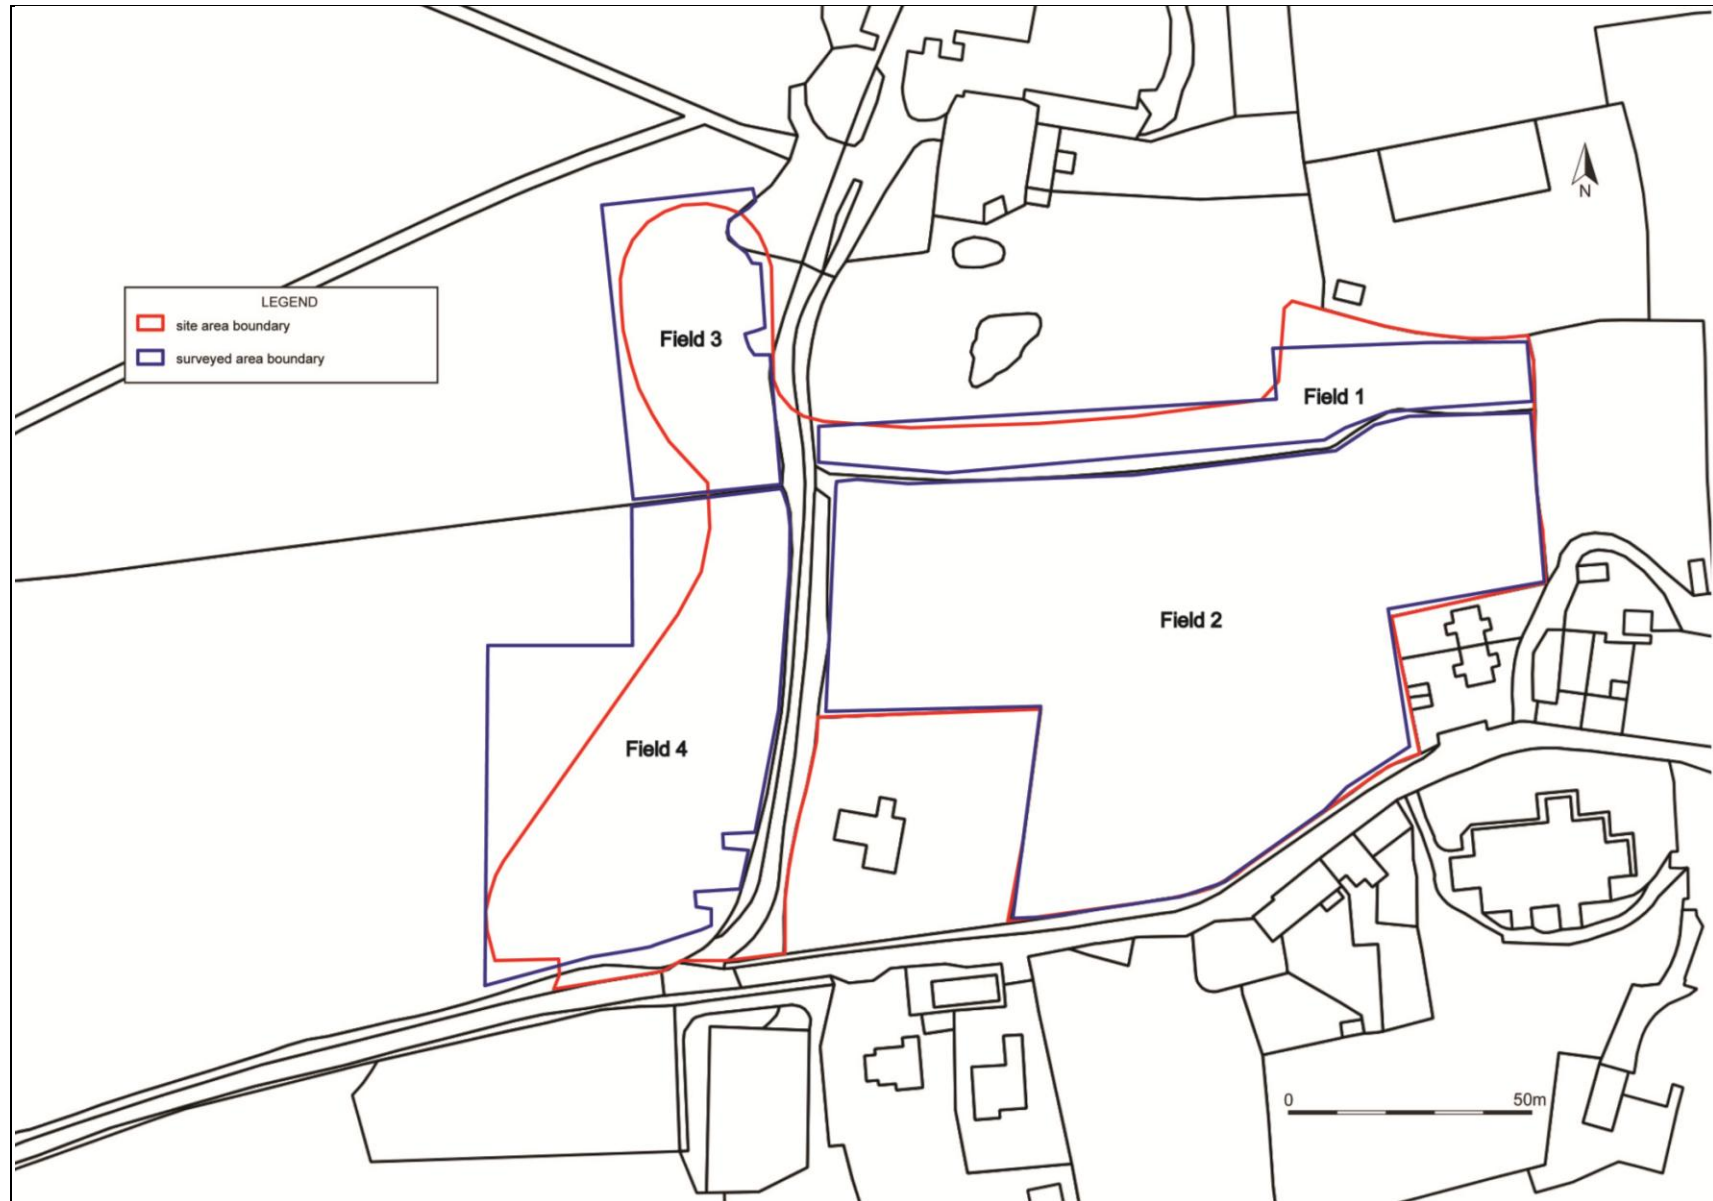 N
LEGEND
site area boundary
surveyed area boundary
Field 3
Field 1
Field 2
Field 4
0 50m